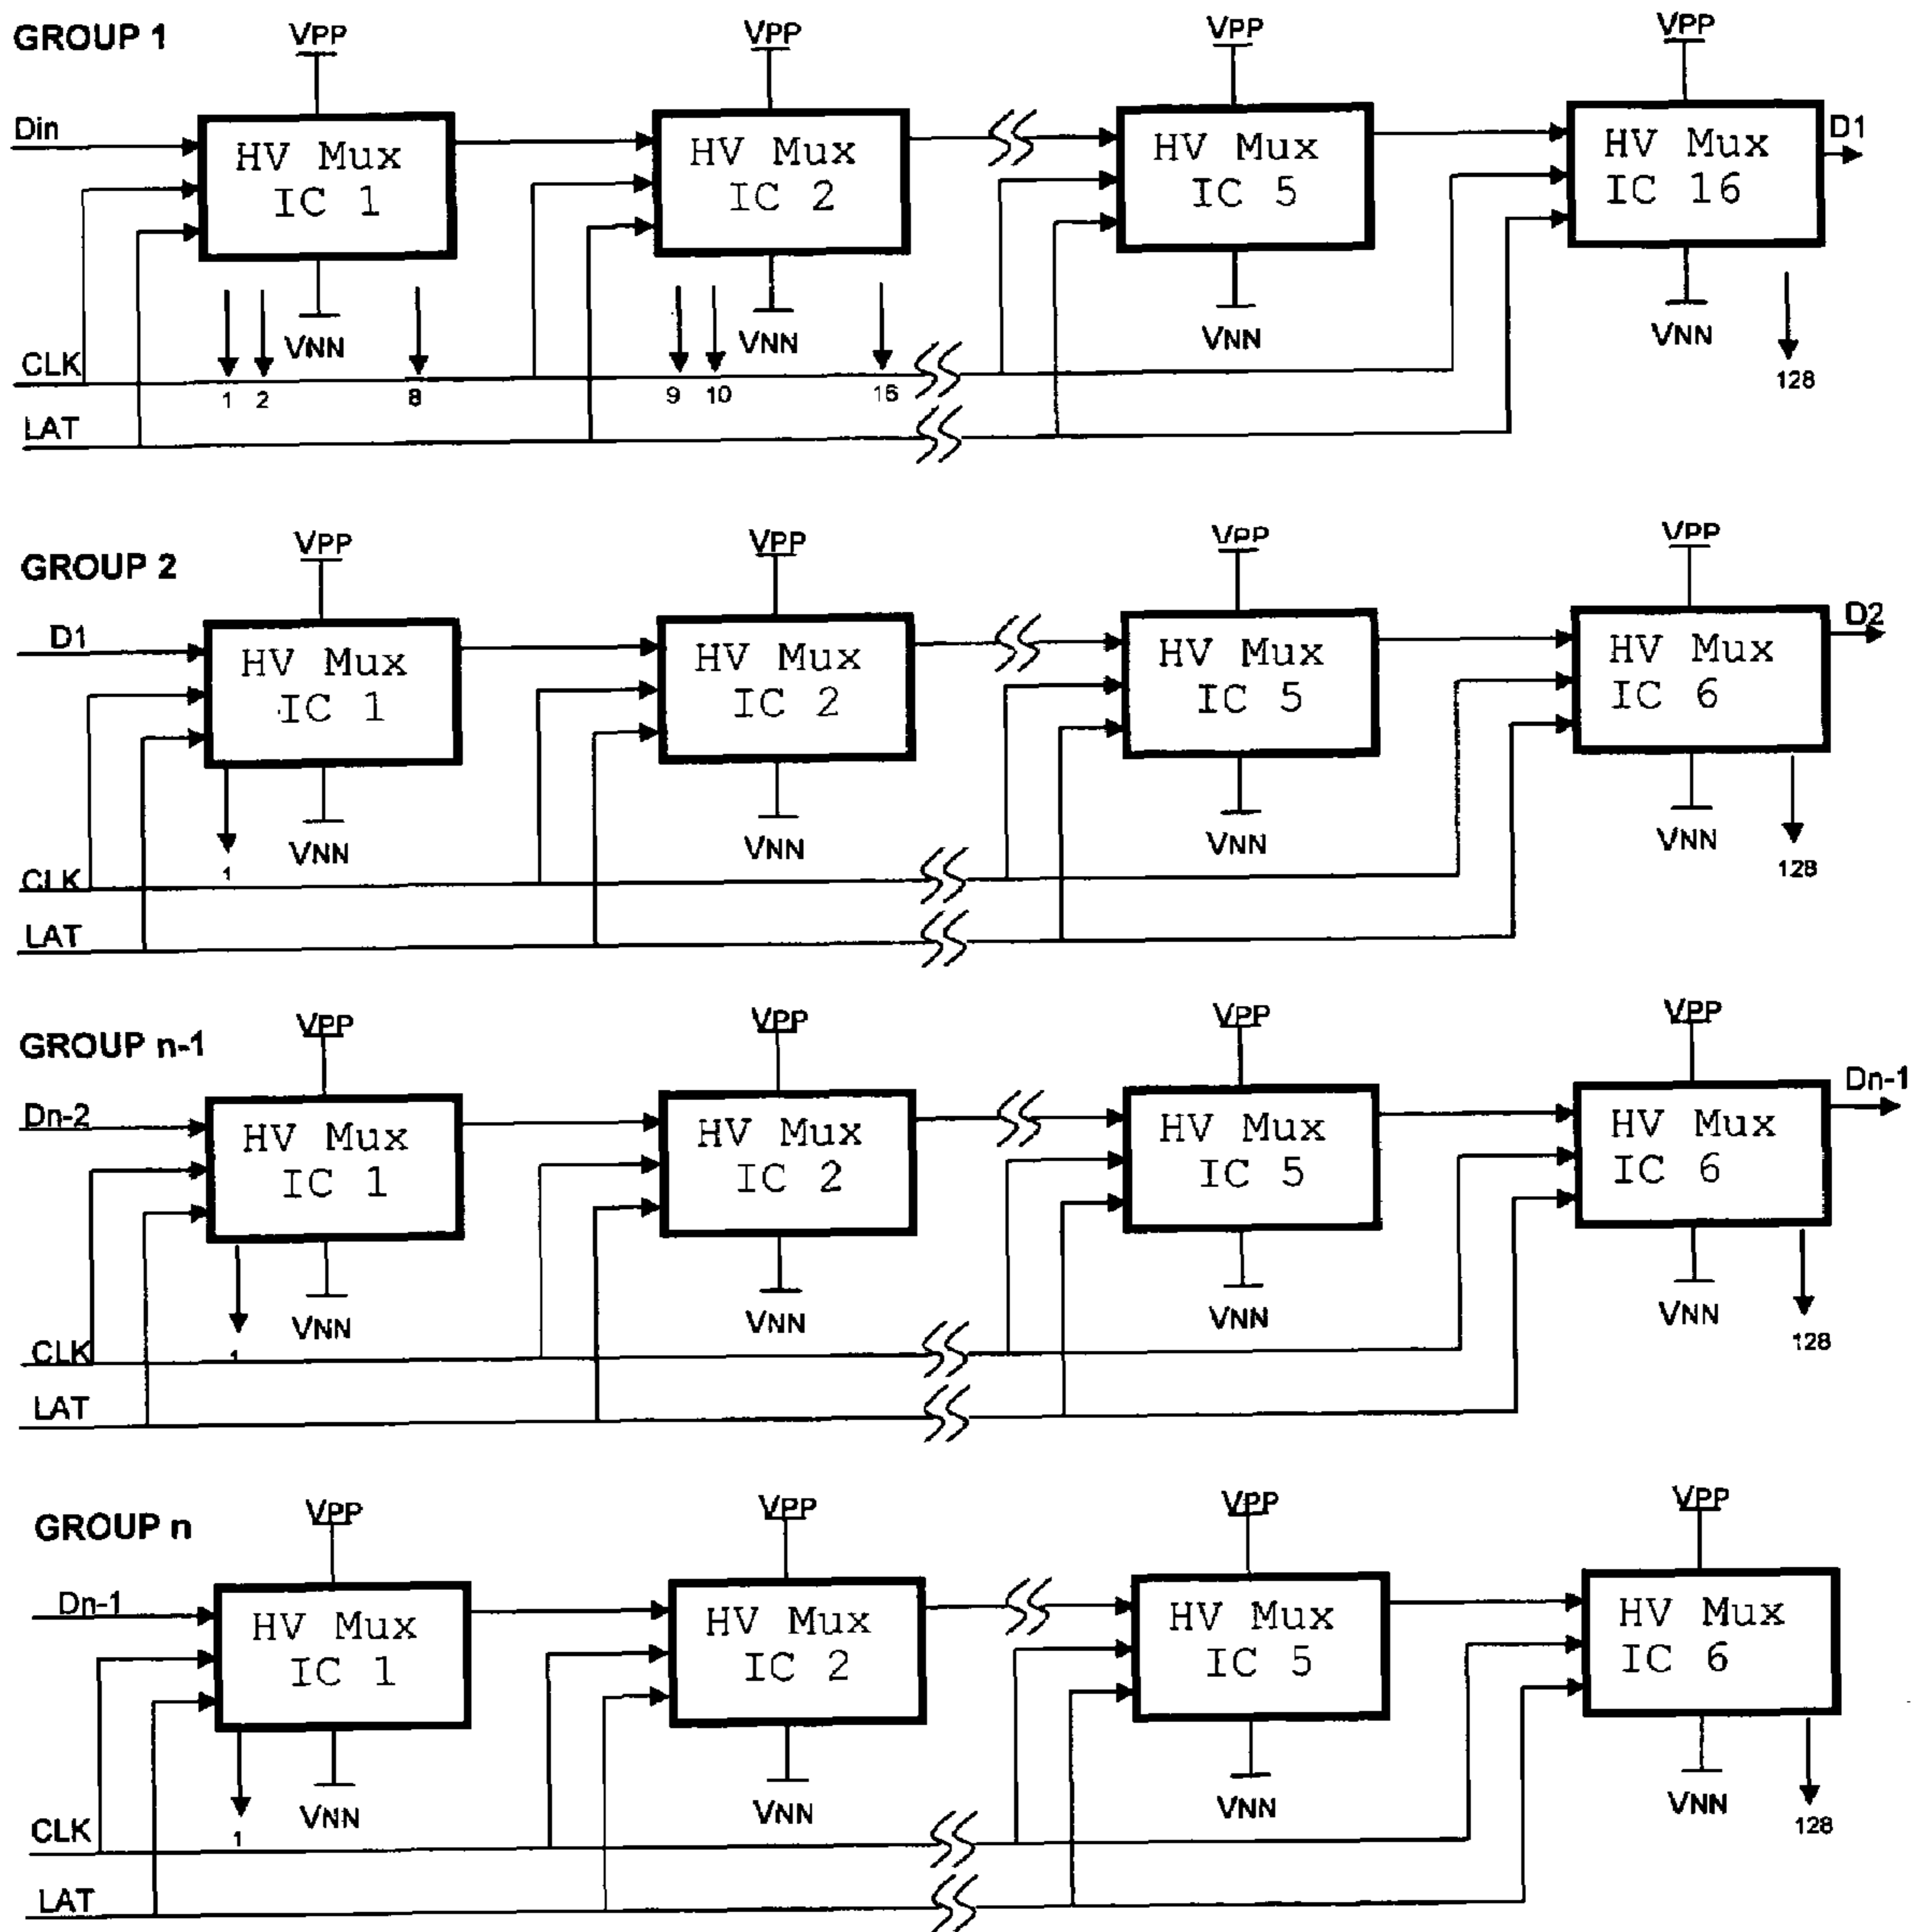 GROUP 1
VPP VPP VPP VPP
Din D1
HV Mux HV Mux HV Mux HV Mux
IC 1 IC 2 IC 5 IC 16
VNN VNN VNN VNN
CLK
1 2 8 9 10 16 128
LAT
GROUP 2
VPP VPP VPP VPP
D1 D2
HV Mux HV Mux HV Mux HV Mux
IC 1 IC 2 IC 5 IC 6
VNN VNN VNN VNN
CLK 1 128
LAT
GROUP n-1
VPP VPP VPP VPP
Dn-2 Dn-1
HV Mux HV Mux HV Mux HV Mux
IC 1 IC 2 IC 5 IC 6
VNN VNN VNN VNN
CLK 1 128
LAT
GROUP n
VPP VPP VPP VPP
Dn-1
HV Mux HV Mux HV Mux HV Mux
IC 1 IC 2 IC 5 IC 6
VNN VNN VNN VNN
CLK 1 128
LAT